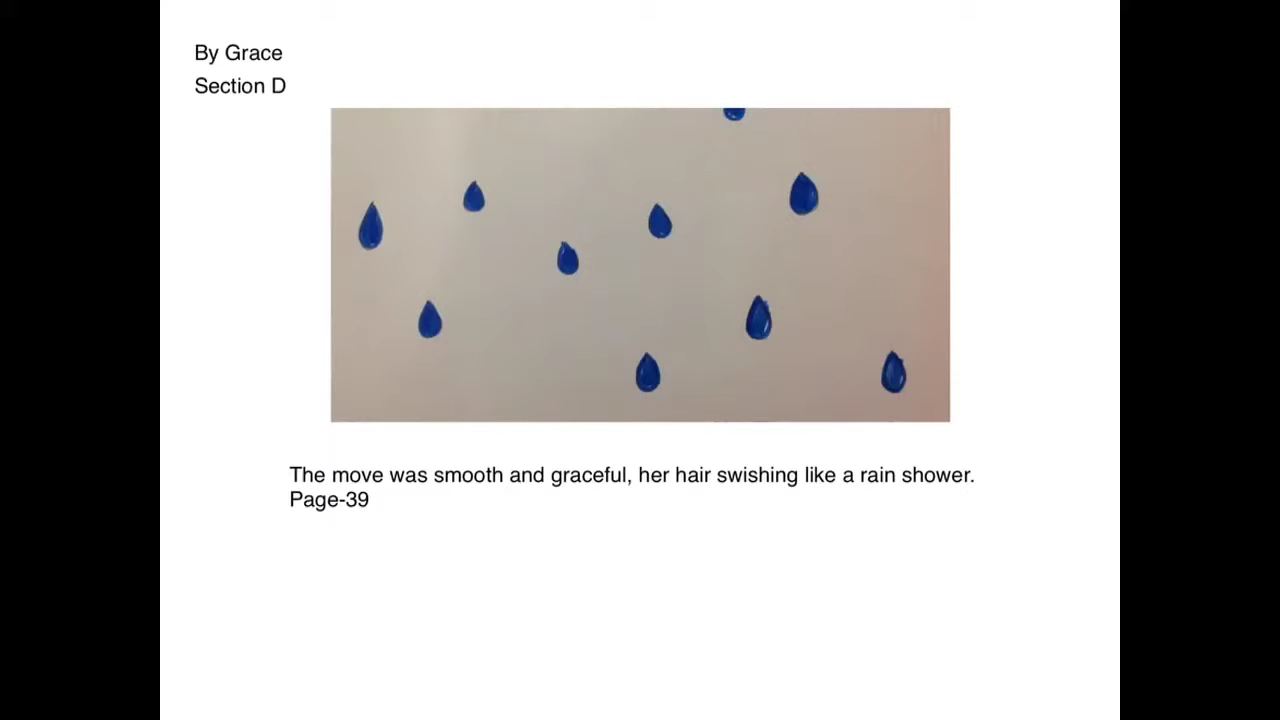 By Grace
Section D
The move was smooth and graceful, her hair swishing like a rain shower.
Page-39